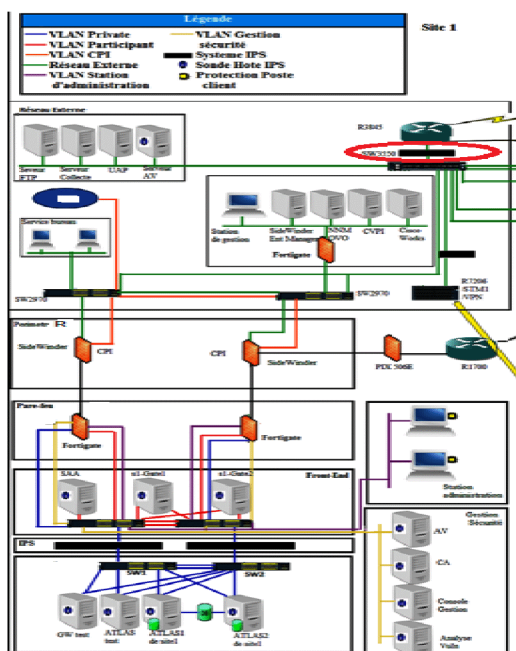 Légende
VLAN Private
VLAN Participant
VLAN CPI
Réseau Externe
VLAN Station
d'administration
VLAN Gestion
sécurité
Systeme IPS
Sonde Hote IPS
Protection Poste
client
Site 1
Réseau Externe
Serveur
FTP
Serveur
Collecte
UAP
Serveur
AV
R3845
Service bureau
Station
de gestion
SideWinder
Ent Manager
NNM
OVO
CVPI
Cisco
Works
Fortigate
R7206
STM1
VPN
SW2970
SW2970
SideWinder
CPI
CPI
SideWinder
PIX 506E
R1700
Pare-feu
Fortigate
Fortigate
Station
administration
SAA
s1-Gate1
s1-Gate2
Front-End
Gestion
Sécurité
AV
CA
Console
Gestion
Analyse
Vuln
IPS
SW1
SW2
GW test
ATLAS
test
ATLAS1
de site1
ATLAS2
de site1